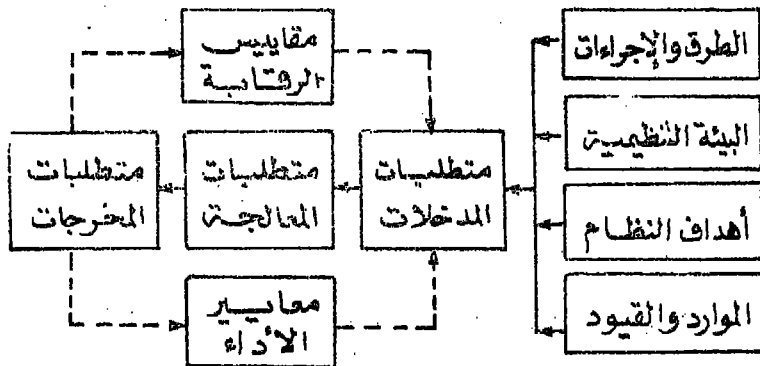 الطرق والإجراءات
البيئة التنظيمية
أهداف النظام
الموارد والقيود
مقاييس
الرقابة
متطلبات
المدخلات
متطلبات
المعالجة
متطلبات
المخرجات
معايير
الأداء